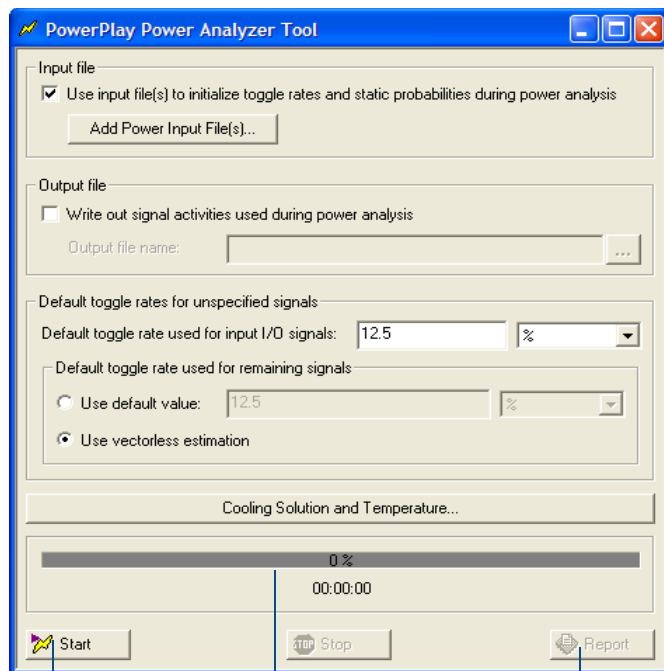 PowerPlay Power Analyzer Tool
Input file
Use input file(s) to initialize toggle rates and static probabilities during power analysis
Add Power Input File(s)...
Output file
Write out signal activities used during power analysis
Output file name:
...
Default toggle rates for unspecified signals
Default toggle rate used for input I/O signals: 12.5 %
Default toggle rate used for remaining signals
Use default value: 12.5 %
Use vectorless estimation
Cooling Solution and Temperature...
0 %
00:00:00
Start STOP Stop Report